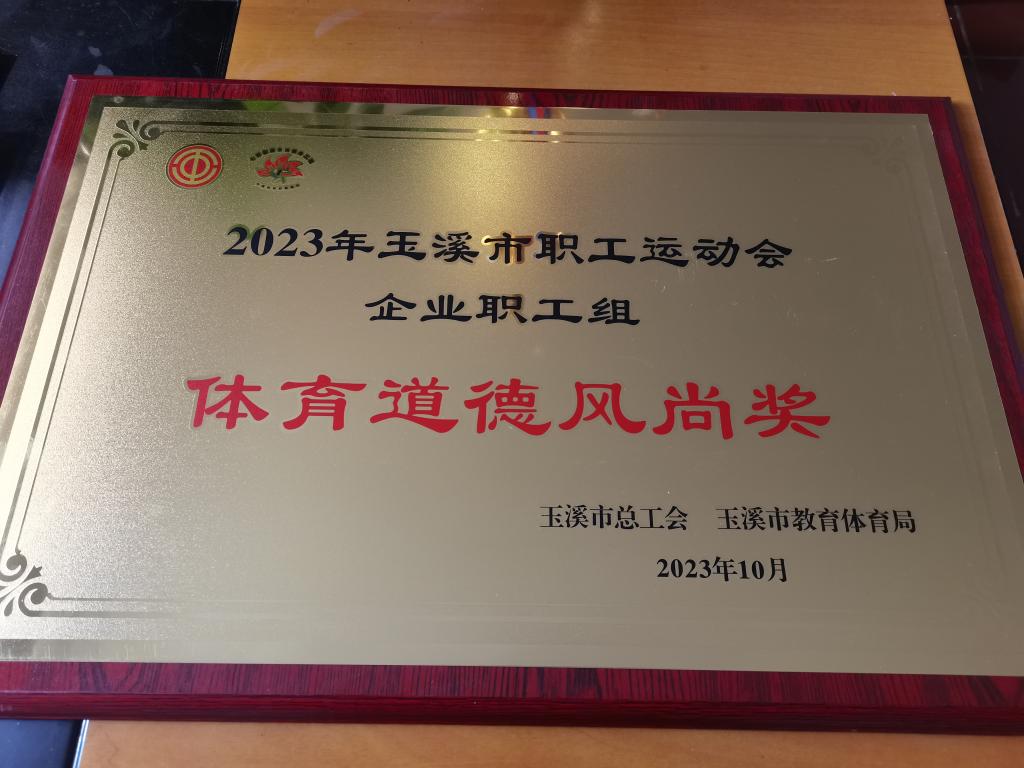 2023年玉溪市职工运动会
企业职工组
体育道德风尚奖
玉溪市总工会 玉溪市教育体育局
2023年10月